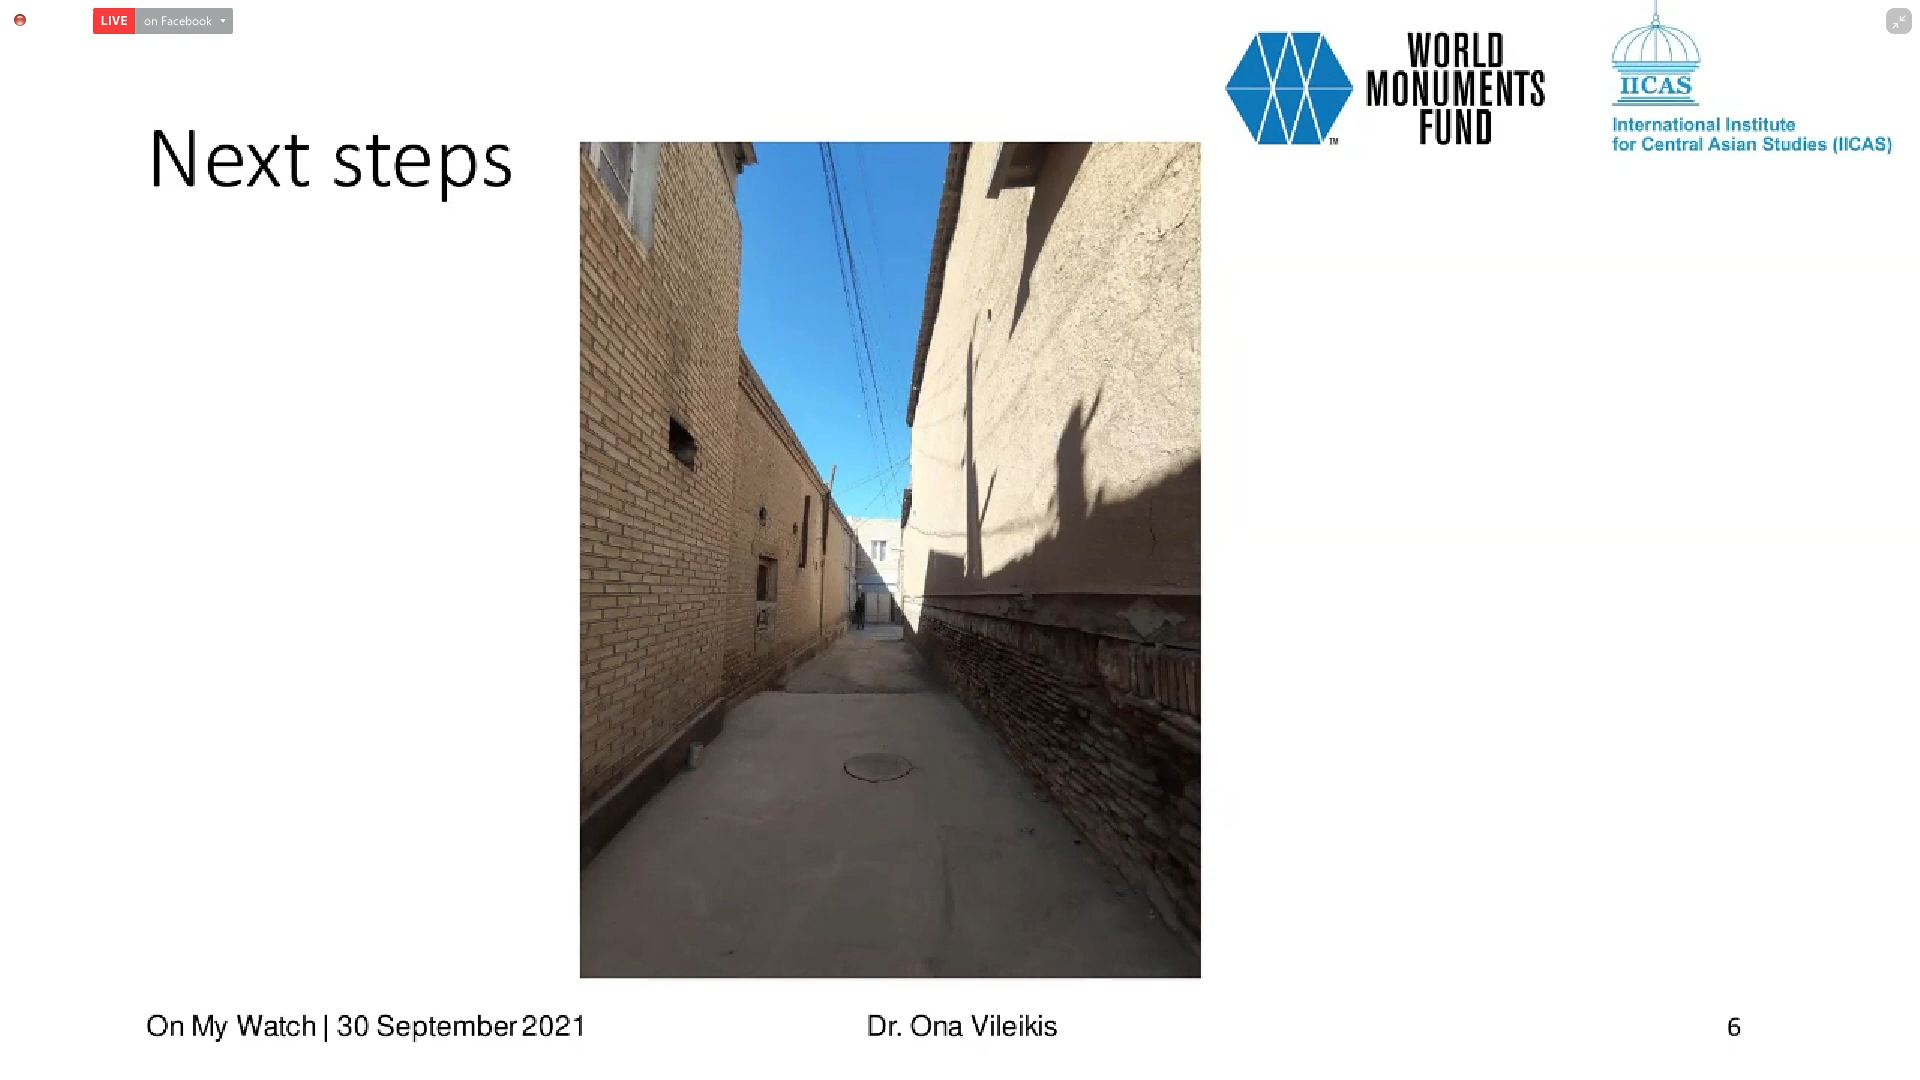 LIVE on Facebook
WORLD
MONUMENTS
FUND
TM
IICAS
International Institute
for Central Asian Studies (IICAS)
Next steps
On My Watch | 30 September 2021
Dr. Ona Vileikis
6